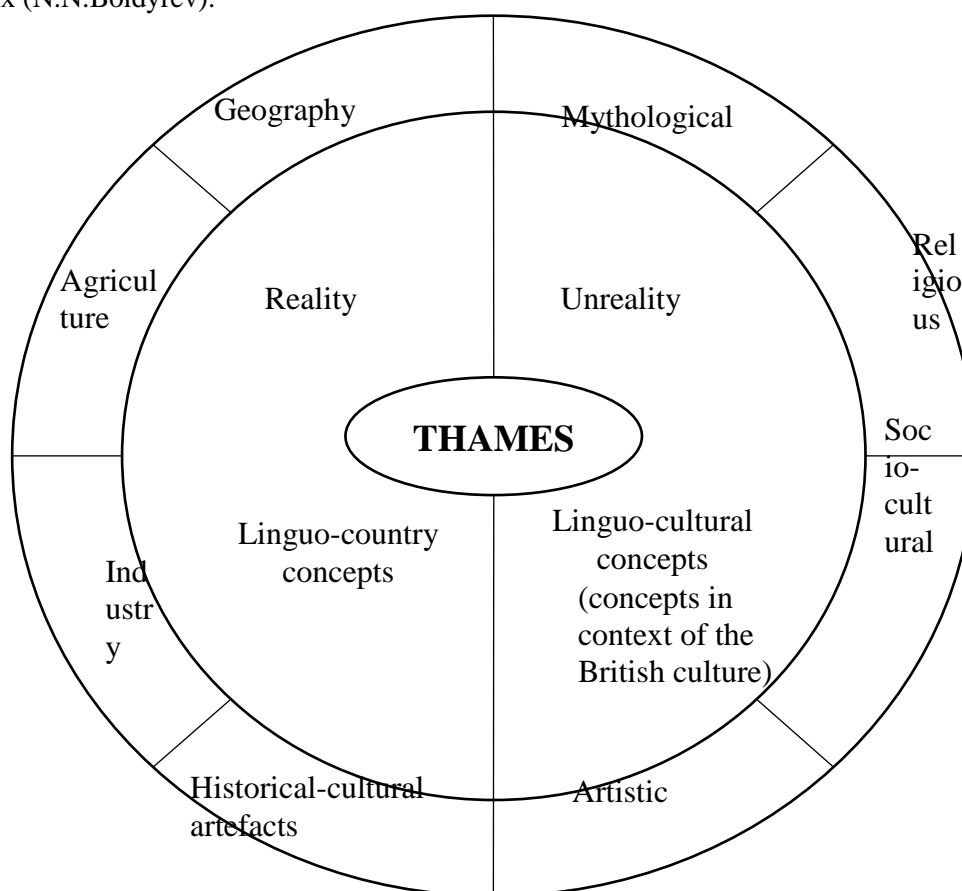 x (N.N.Boldyrev).
Geography
Mythological
Agricul
ture
Reality
Unreality
Rel
igio
us
THAMES
Soc
io-
cult
ural
Linguo-country
concepts
Linguo-cultural
concepts
(concepts in
context of the
British culture)
Ind
ustr
y
Historical-cultural
artefacts
Artistic